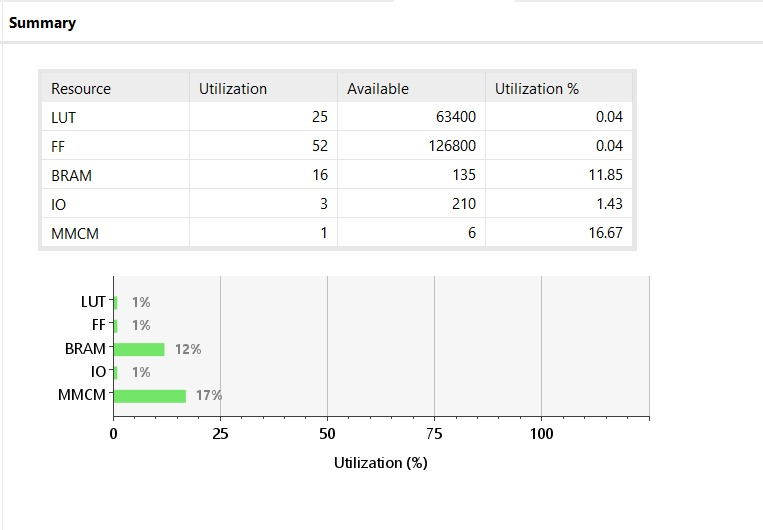 Summary
Resource Utilization Available Utilization %
LUT 25 63400 0.04
FF 52 126800 0.04
BRAM 16 135 11.85
IO 3 210 1.43
MMCM 1 6 16.67
LUT 1%
FF 1%
BRAM 12%
IO 1%
MMCM 17%
0 25 50 75 100
Utilization (%)